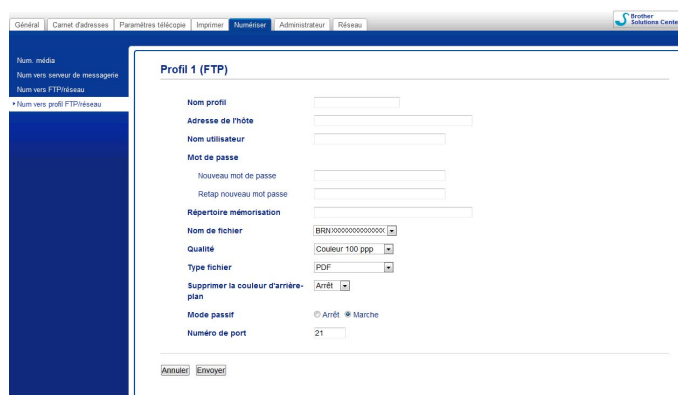 Général Carnet d'adresses Paramètres télécopie Imprimer Numériser Administrateur Réseau
Brother
Solutions Cente
Num. média
Num vers serveur de messagerie
Num vers FTP/réseau
Num vers profil FTP/réseau
Profil 1 (FTP)
Nom profil
Adresse de l'hôte
Nom utilisateur
Mot de passe
Nouveau mot de passe
Retap nouveau mot passe
Répertoire mémorisation
Nom de fichier BRNXXXXXXXXXXXX
Qualité Couleur 100 ppp
Type fichier PDF
Supprimer la couleur d'arrière-
plan Arrêt
Mode passif Arrêt Marche
Numéro de port 21
Annuler Envoyer